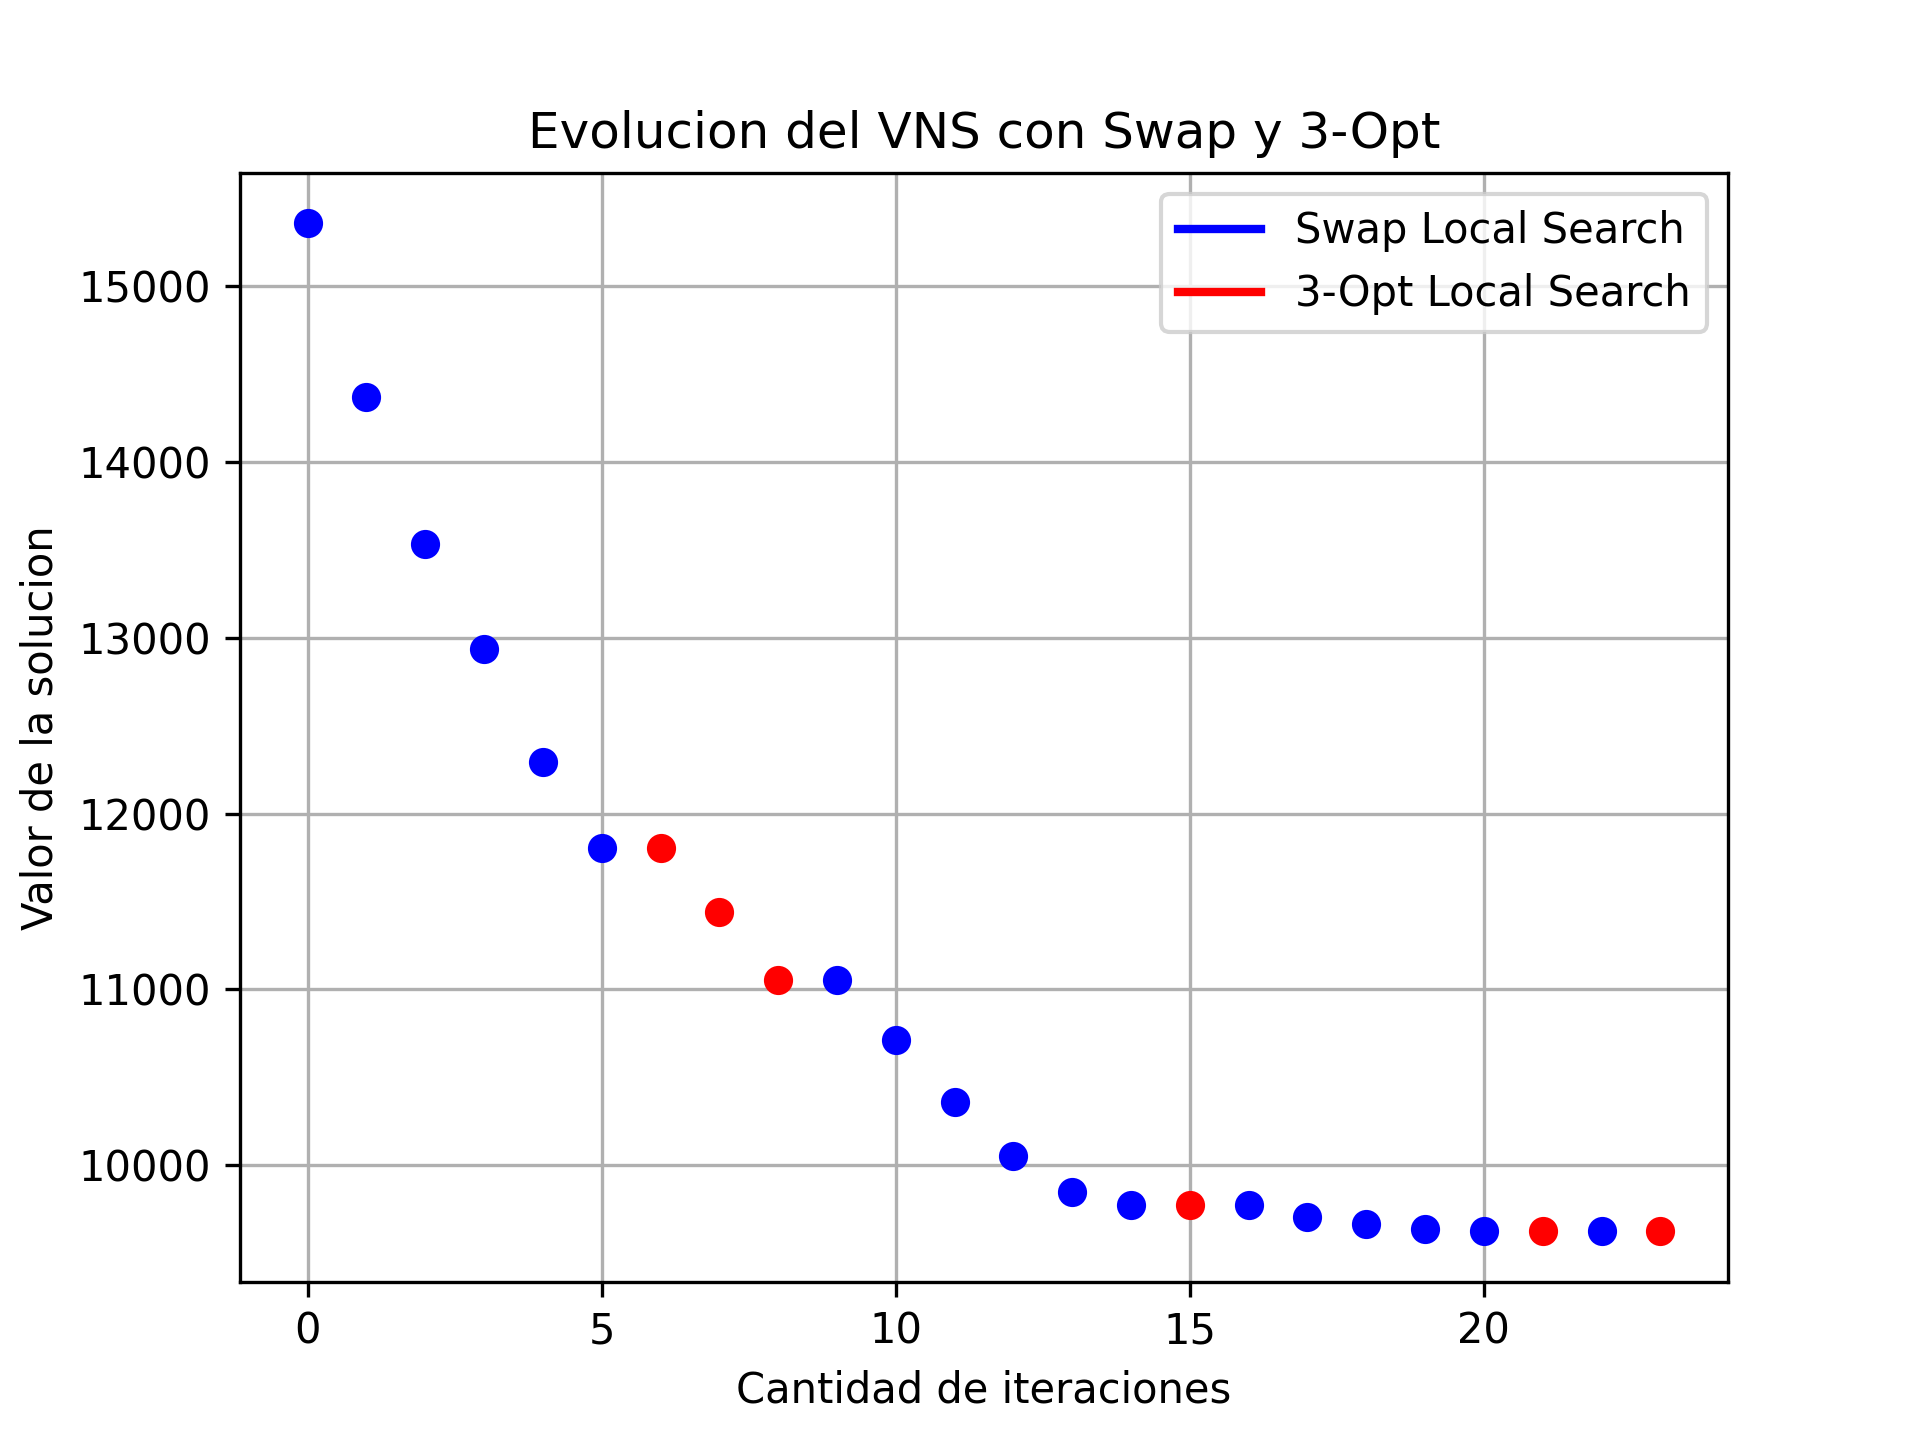 Evolucion del VNS con Swap y 3-Opt
Swap Local Search
3-Opt Local Search
Valor de la solucion
15000
14000
13000
12000
11000
10000
0 5 10 15 20
Cantidad de iteraciones